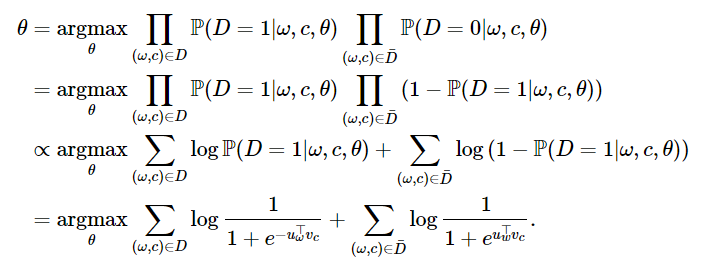 θ = argmax_θ ∏_{(ω,c)∈D} ℙ(D = 1|ω, c, θ) ∏_{(ω,c)∈D̄} ℙ(D = 0|ω, c, θ)
= argmax_θ ∏_{(ω,c)∈D} ℙ(D = 1|ω, c, θ) ∏_{(ω,c)∈D̄} (1 − ℙ(D = 1|ω, c, θ))
∝ argmax_θ ∑_{(ω,c)∈D} log ℙ(D = 1|ω, c, θ) + ∑_{(ω,c)∈D̄} log (1 − ℙ(D = 1|ω, c, θ))
= argmax_θ ∑_{(ω,c)∈D} log 1/(1 + e^{−u_ω^⊤ v_c}) + ∑_{(ω,c)∈D̄} log 1/(1 + e^{u_w^⊤ v_c}).